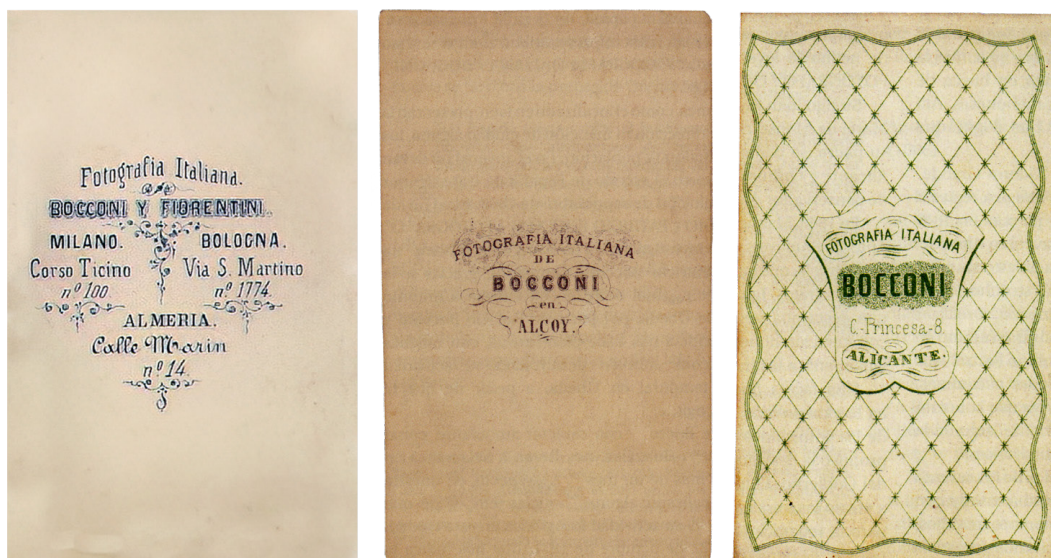 Fotografia Italiana.
BOCCONI Y FIORENTINI.
MILANO. BOLOGNA.
Corso Ticino Via S. Martino
nº 100. nº 1774.
ALMERIA.
Calle Marin
nº 14.
FOTOGRAFIA ITALIANA
DE
BOCCONI
en
ALCOY.
FOTOGRAFIA ITALIANA
BOCCONI
C.-Princesa-8.
ALICANTE.